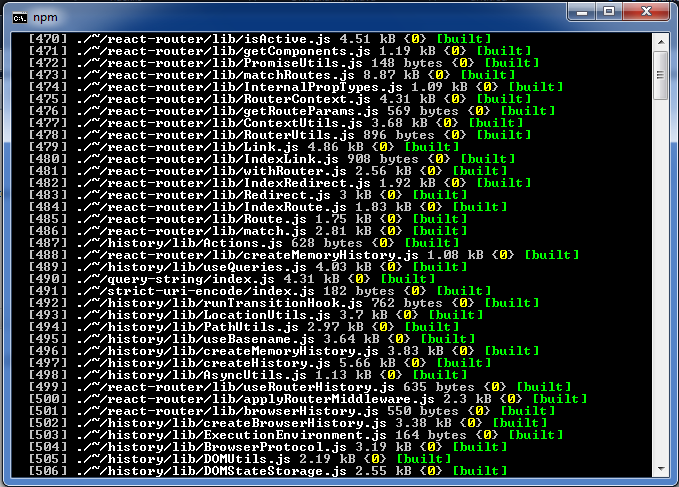 npm
[470] ./~/react-router/lib/isActive.js 4.51 kB {0} [built]
[471] ./~/react-router/lib/getComponents.js 1.19 kB {0} [built]
[472] ./~/react-router/lib/PromiseUtils.js 148 bytes {0} [built]
[473] ./~/react-router/lib/matchRoutes.js 8.87 kB {0} [built]
[474] ./~/react-router/lib/InternalPropTypes.js 1.09 kB {0} [built]
[475] ./~/react-router/lib/RouterContext.js 4.31 kB {0} [built]
[476] ./~/react-router/lib/getRouteParams.js 569 bytes {0} [built]
[477] ./~/react-router/lib/ContextUtils.js 3.68 kB {0} [built]
[478] ./~/react-router/lib/RouterUtils.js 896 bytes {0} [built]
[479] ./~/react-router/lib/Link.js 4.86 kB {0} [built]
[480] ./~/react-router/lib/IndexLink.js 908 bytes {0} [built]
[481] ./~/react-router/lib/withRouter.js 2.56 kB {0} [built]
[482] ./~/react-router/lib/IndexRedirect.js 1.92 kB {0} [built]
[483] ./~/react-router/lib/Redirect.js 3 kB {0} [built]
[484] ./~/react-router/lib/IndexRoute.js 1.83 kB {0} [built]
[485] ./~/react-router/lib/Route.js 1.75 kB {0} [built]
[486] ./~/react-router/lib/match.js 2.81 kB {0} [built]
[487] ./~/history/lib/Actions.js 628 bytes {0} [built]
[488] ./~/react-router/lib/createMemoryHistory.js 1.08 kB {0} [built]
[489] ./~/history/lib/useQueries.js 4.03 kB {0} [built]
[490] ./~/query-string/index.js 4.31 kB {0} [built]
[491] ./~/strict-uri-encode/index.js 182 bytes {0} [built]
[492] ./~/history/lib/runTransitionHook.js 762 bytes {0} [built]
[493] ./~/history/lib/LocationUtils.js 3.7 kB {0} [built]
[494] ./~/history/lib/PathUtils.js 2.97 kB {0} [built]
[495] ./~/history/lib/useBasename.js 3.64 kB {0} [built]
[496] ./~/history/lib/createMemoryHistory.js 3.83 kB {0} [built]
[497] ./~/history/lib/createHistory.js 5.66 kB {0} [built]
[498] ./~/history/lib/AsyncUtils.js 1.13 kB {0} [built]
[499] ./~/react-router/lib/useRouterHistory.js 635 bytes {0} [built]
[500] ./~/react-router/lib/applyRouterMiddleware.js 2.3 kB {0} [built]
[501] ./~/react-router/lib/browserHistory.js 550 bytes {0} [built]
[502] ./~/history/lib/createBrowserHistory.js 3.38 kB {0} [built]
[503] ./~/history/lib/ExecutionEnvironment.js 164 bytes {0} [built]
[504] ./~/history/lib/BrowserProtocol.js 3.19 kB {0} [built]
[505] ./~/history/lib/DOMUtils.js 2.19 kB {0} [built]
[506] ./~/history/lib/DOMStateStorage.js 2.55 kB {0} [built]